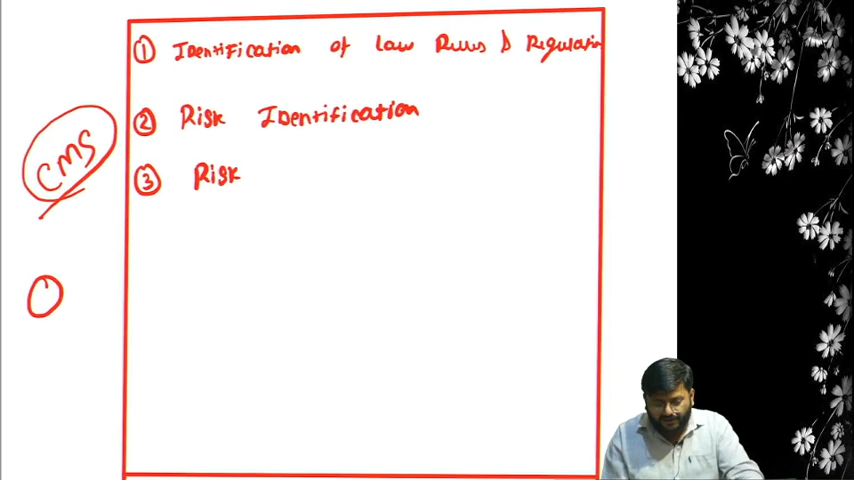 ① Identification of Law Rules & Regulation
② Risk Identification
CMS
③ Risk